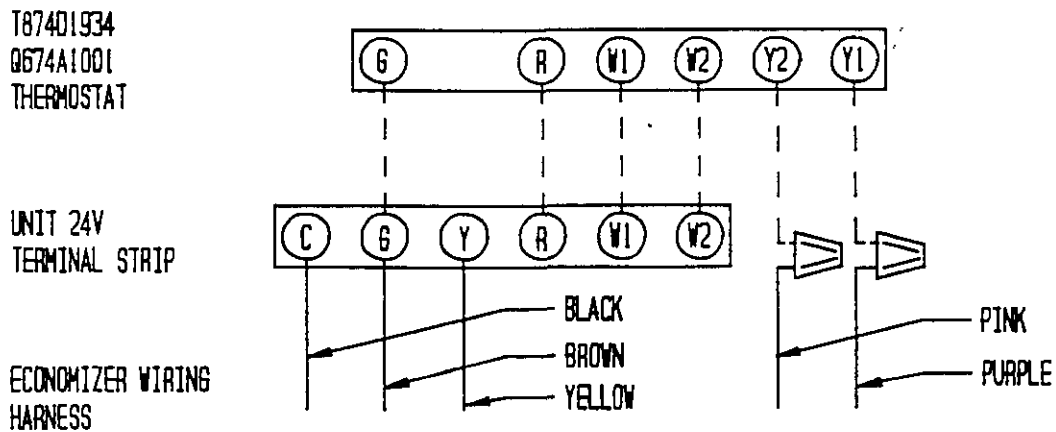 T87401934
Q674A1001
THERMOSTAT
G R W1 W2 Y2 Y1
UNIT 24V
TERMINAL STRIP
C G Y R W1 W2
BLACK
BROWN
YELLOW
PINK
PURPLE
ECONOMIZER WIRING
HARNESS